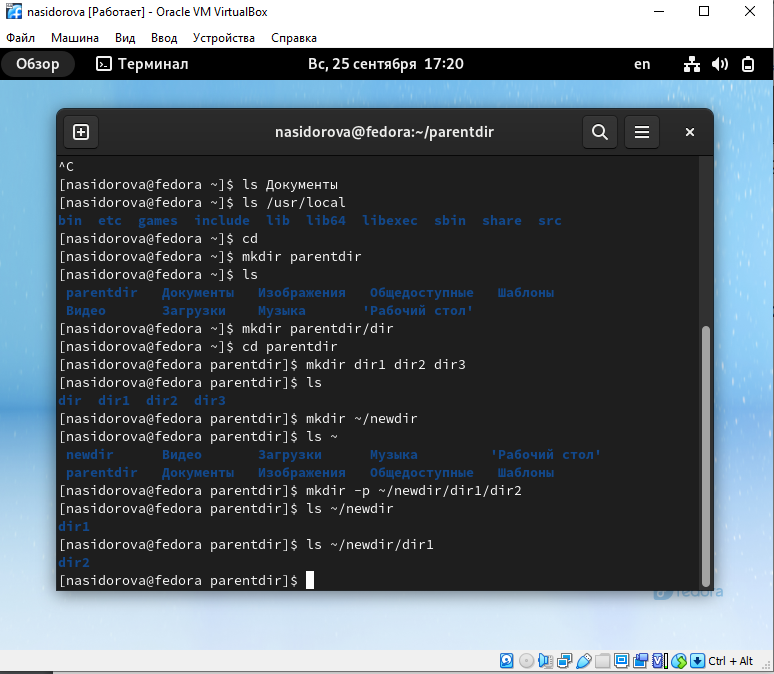 nasidorova [Работает] - Oracle VM VirtualBox
Файл Машина Вид Ввод Устройства Справка
Обзор Терминал Вс, 25 сентября 17:20 en
nasidorova@fedora:~/parentdir
^C
[nasidorova@fedora ~]$ ls Документы
[nasidorova@fedora ~]$ ls /usr/local
bin etc games include lib lib64 libexec sbin share src
[nasidorova@fedora ~]$ cd
[nasidorova@fedora ~]$ mkdir parentdir
[nasidorova@fedora ~]$ ls
parentdir Документы Изображения Общедоступные Шаблоны
Видео Загрузки Музыка 'Рабочий стол'
[nasidorova@fedora ~]$ mkdir parentdir/dir
[nasidorova@fedora ~]$ cd parentdir
[nasidorova@fedora parentdir]$ mkdir dir1 dir2 dir3
[nasidorova@fedora parentdir]$ ls
dir dir1 dir2 dir3
[nasidorova@fedora parentdir]$ mkdir ~/newdir
[nasidorova@fedora parentdir]$ ls ~
newdir Видео Загрузки Музыка 'Рабочий стол'
parentdir Документы Изображения Общедоступные Шаблоны
[nasidorova@fedora parentdir]$ mkdir -p ~/newdir/dir1/dir2
[nasidorova@fedora parentdir]$ ls ~/newdir
dir1
[nasidorova@fedora parentdir]$ ls ~/newdir/dir1
dir2
[nasidorova@fedora parentdir]$
fedora
Ctrl + Alt